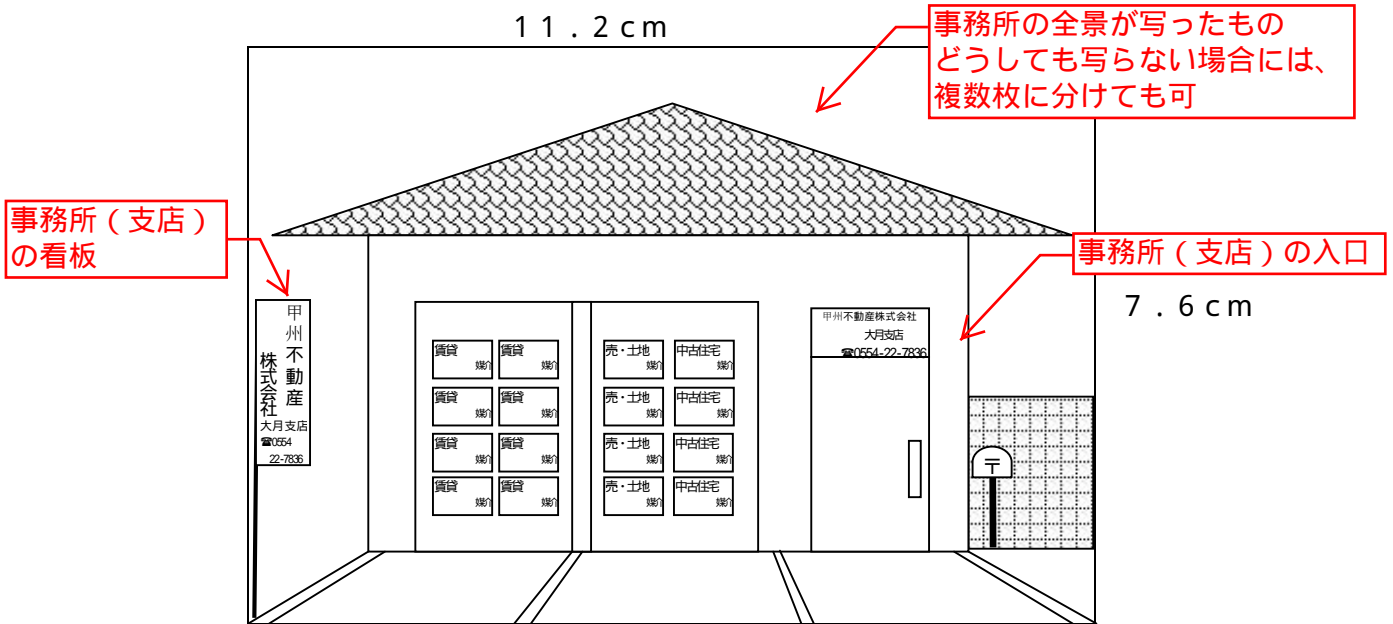 １１．２ｃｍ
事務所の全景が写ったもの
どうしても写らない場合には、
複数枚に分けても可
事務所（支店）
の看板
事務所（支店）の入口
７．６ｃｍ
甲州不動産
株式会社
大月支店
☎0554
22-7836
賃貸
媒介
賃貸
媒介
売・土地
媒介
中古住宅
媒介
賃貸
媒介
賃貸
媒介
売・土地
媒介
中古住宅
媒介
賃貸
媒介
賃貸
媒介
売・土地
媒介
中古住宅
媒介
賃貸
媒介
賃貸
媒介
売・土地
媒介
中古住宅
媒介
甲州不動産株式会社
大月支店
☎0554-22-7836
〒